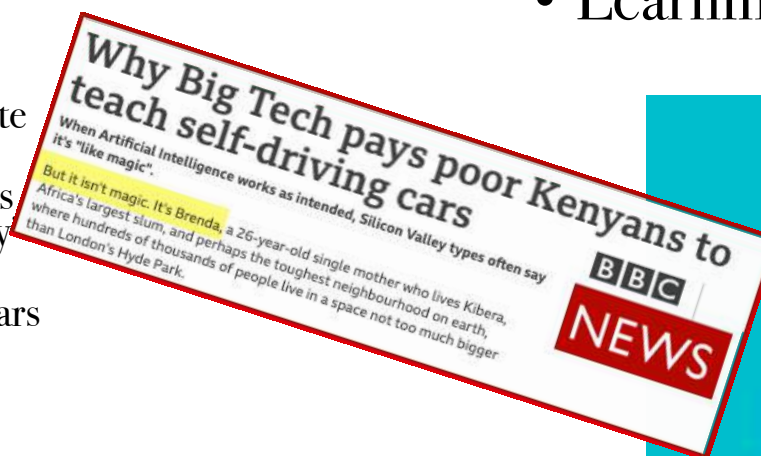 • Learnin
te
s
y
ars
Why Big Tech pays poor Kenyans to
teach self-driving cars
When Artificial Intelligence works as intended, Silicon Valley types often say
it's "like magic".
But it isn't magic. It's Brenda, a 26-year-old single mother who lives Kibera,
Africa's largest slum, and perhaps the toughest neighbourhood on earth,
where hundreds of thousands of people live in a space not too much bigger
than London's Hyde Park.
BBC
NEWS